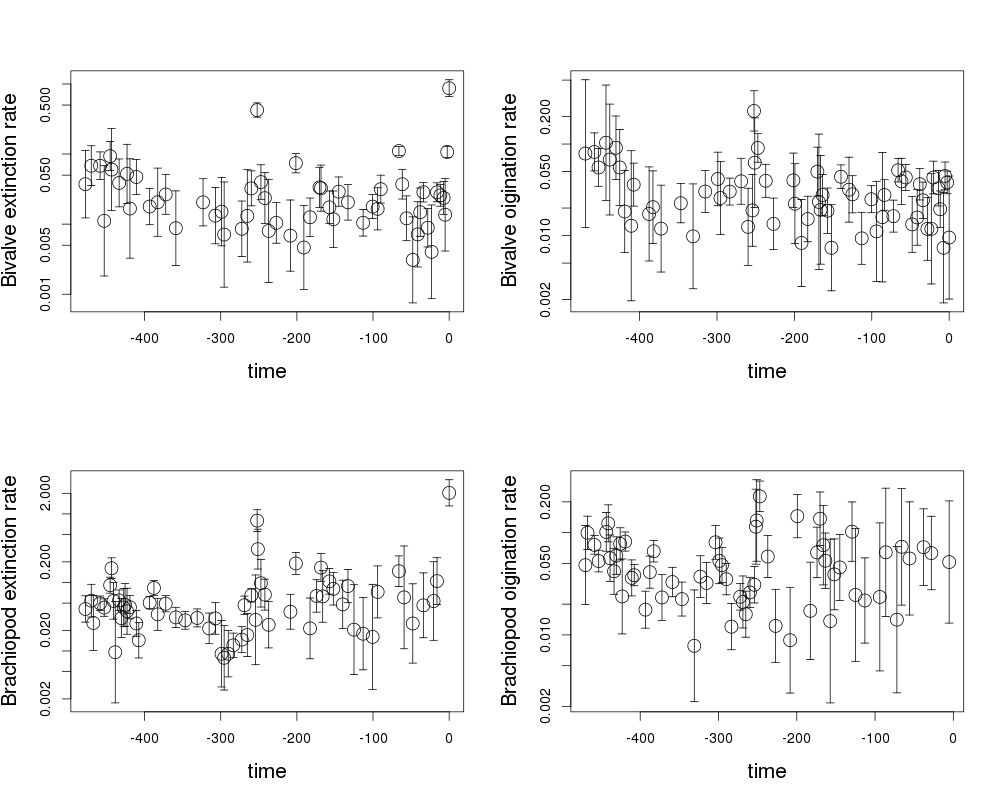 Bivalve extinction rate
0.001 0.005 0.050 0.500
-400 -300 -200 -100 0
time
Bivalve oigination rate
0.002 0.010 0.050 0.200
-400 -300 -200 -100 0
time
Brachiopod extinction rate
0.002 0.020 0.200 2.000
-400 -300 -200 -100 0
time
Brachiopod oigination rate
0.002 0.010 0.050 0.200
-400 -300 -200 -100 0
time